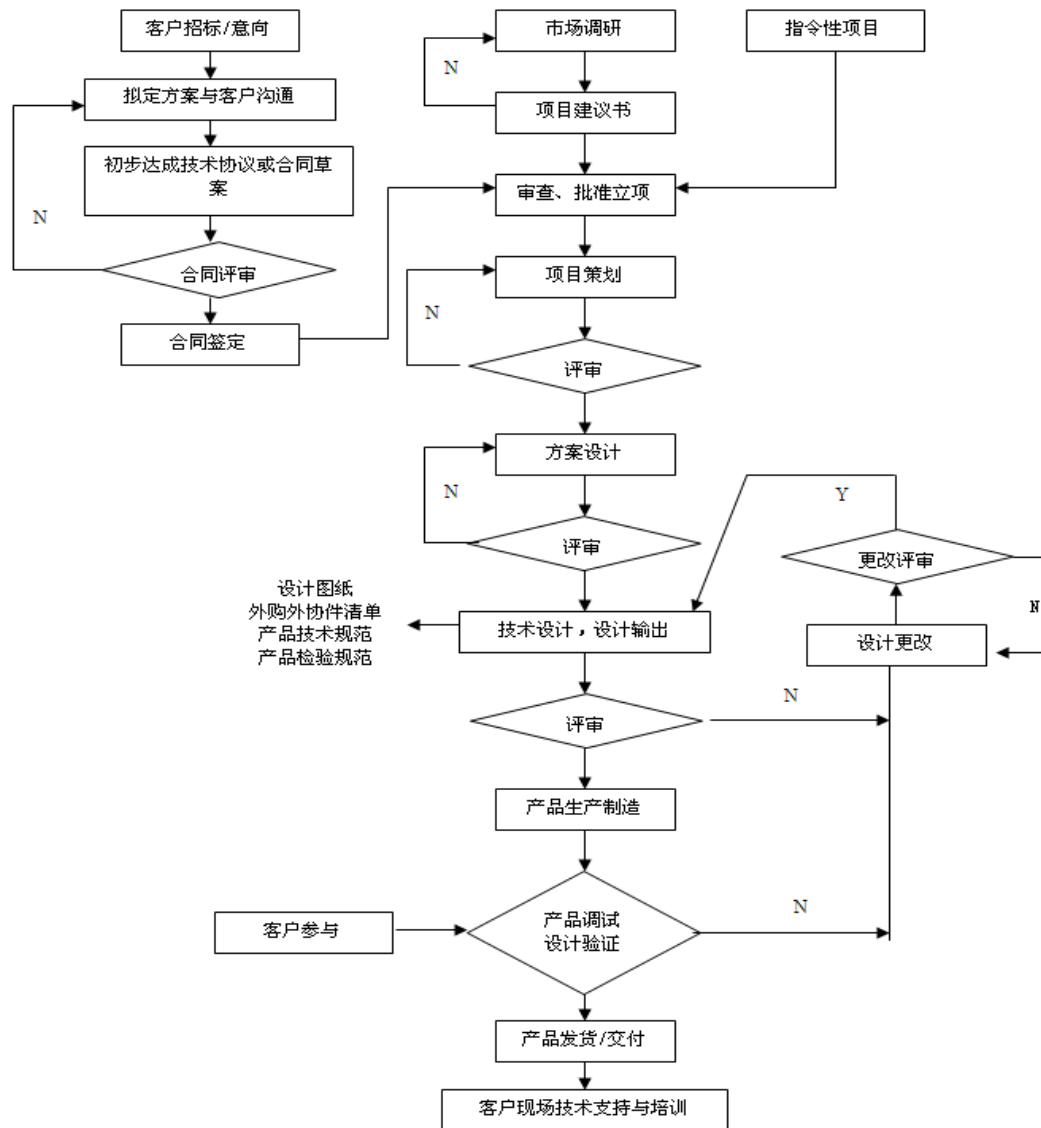 客户招标/意向
市场调研
指令性项目
N
拟定方案与客户沟通
项目建议书
初步达成技术协议或合同草
案
审查、批准立项
N
合同评审
项目策划
N
合同签定
评审
方案设计
N
Y
评审
更改评审
设计图纸
外购外协件清单
产品技术规范
产品检验规范
技术设计，设计输出
N
设计更改
评审
N
产品生产制造
客户参与
产品调试
设计验证
N
产品发货/交付
客户现场技术支持与培训